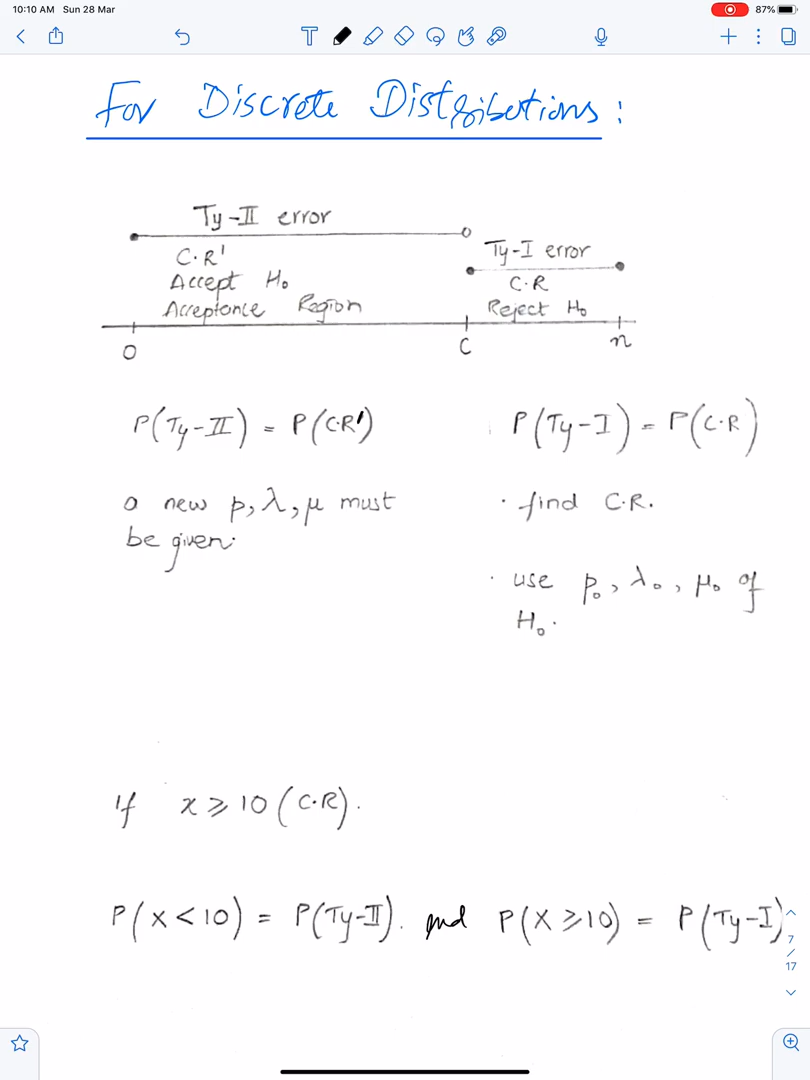 10:10 AM Sun 28 Mar
87%
For Discrete Distributions :
Ty-II error
C.R'
Accept H₀
Acceptance Region
Ty-I error
C.R
Reject H₀
0
C
n
P(Ty-II) = P(C.R')
P(Ty-I) = P(C.R)
a new p, λ, μ must
be given.
· find C.R.
· use p₀, λ₀, μ₀ of
H₀.
If x ⩾ 10 (C.R).
P(X < 10) = P(Ty-II). and P(X ⩾ 10) = P(Ty-I)
7
/
17